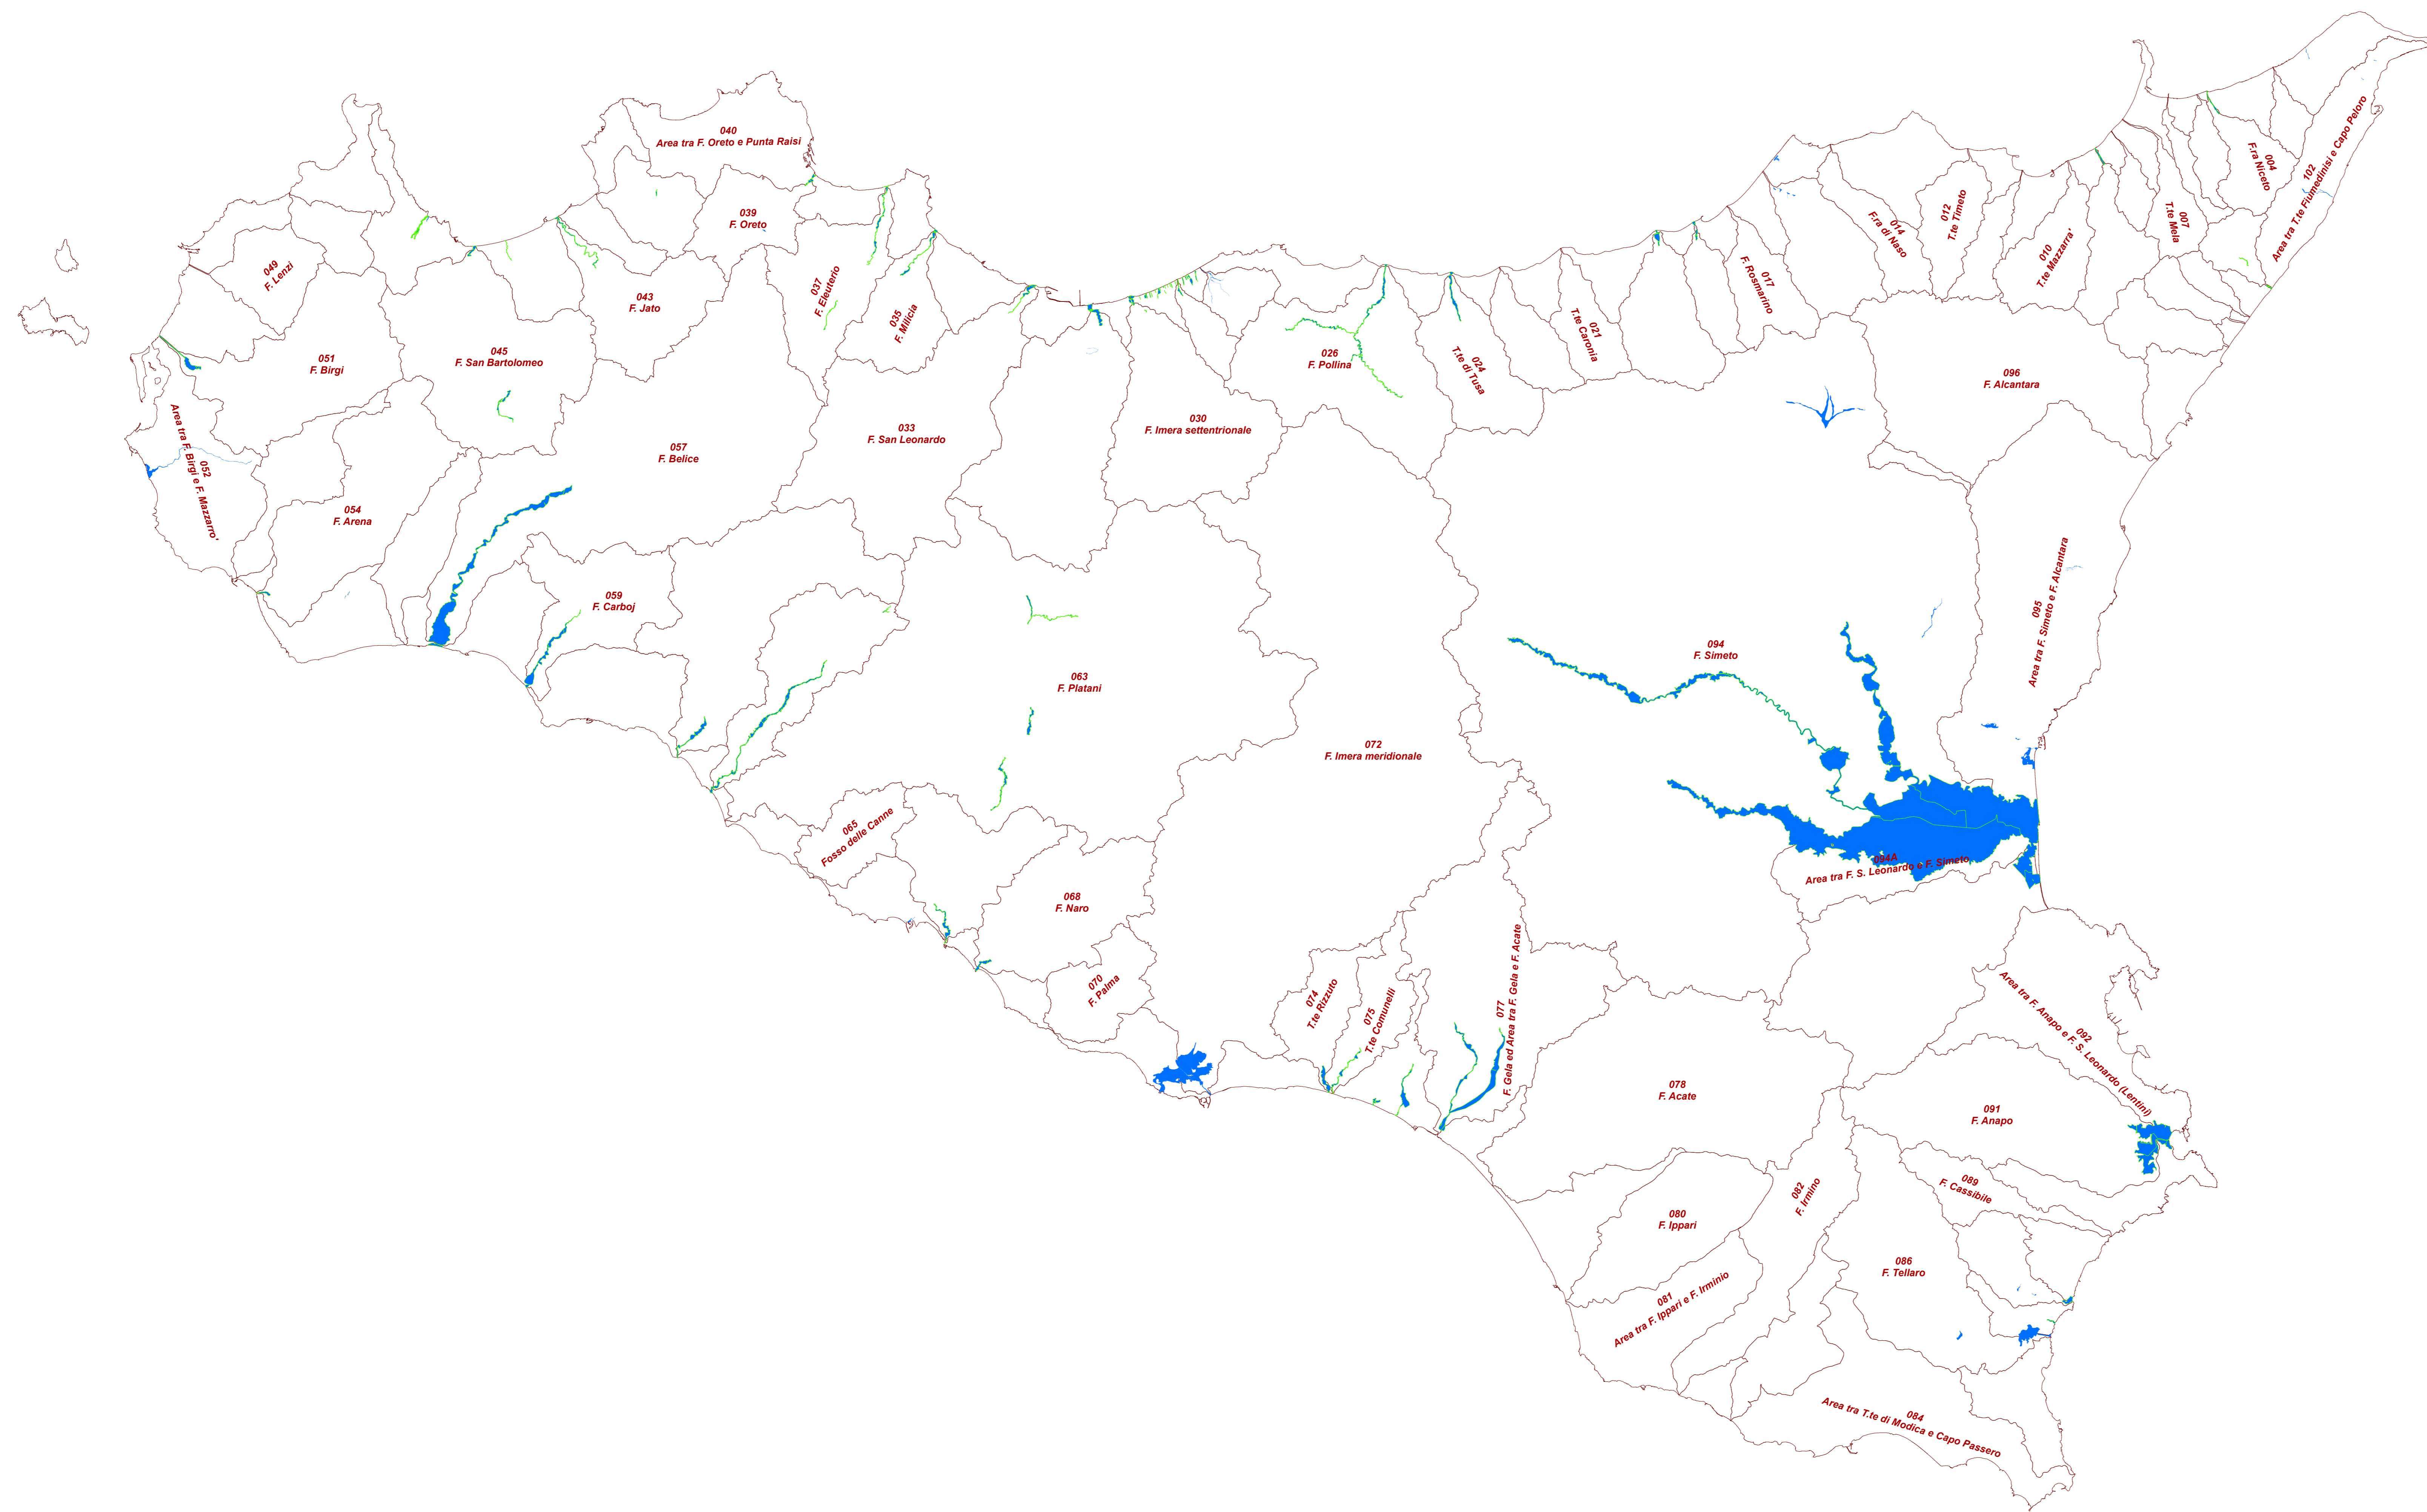 040
Area tra F. Oreto e Punta Raisi
004
F.ra Niceto
102
Area tra T.te Fiumedinisi e Capo Peloro
039
F. Oreto
014
F.ra di Naso
012
T.te Timeto
007
T.te Mela
010
T.te Mazzarra'
049
F. Lenzi
043
F. Jato
037
F. Eleuterio
035
F. Milicia
017
F. Rosmarino
021
T.te Caronia
051
F. Birgi
045
F. San Bartolomeo
026
F. Pollina
024
T.te di Tusa
096
F. Alcantara
030
F. Imera settentrionale
033
F. San Leonardo
057
F. Belice
052
Area tra F. Birgi e F. Mazzarro'
054
F. Arena
059
F. Carboj
095
Area tra F. Simeto e F. Alcantara
094
F. Simeto
063
F. Platani
072
F. Imera meridionale
065
Fosso delle Canne
094A
Area tra F. S. Leonardo e F. Simeto
068
F. Naro
070
F. Palma
074
T.te Rizzuto
075
T.te Comunelli
077
F. Gela ed Area tra F. Gela e F. Acate
092
Area tra F. Anapo e F. S. Leonardo (Lentini)
078
F. Acate
091
F. Anapo
089
F. Cassibile
082
F. Irmino
080
F. Ippari
086
F. Tellaro
081
Area tra F. Ippari e F. Irminio
084
Area tra T.te di Modica e Capo Passero